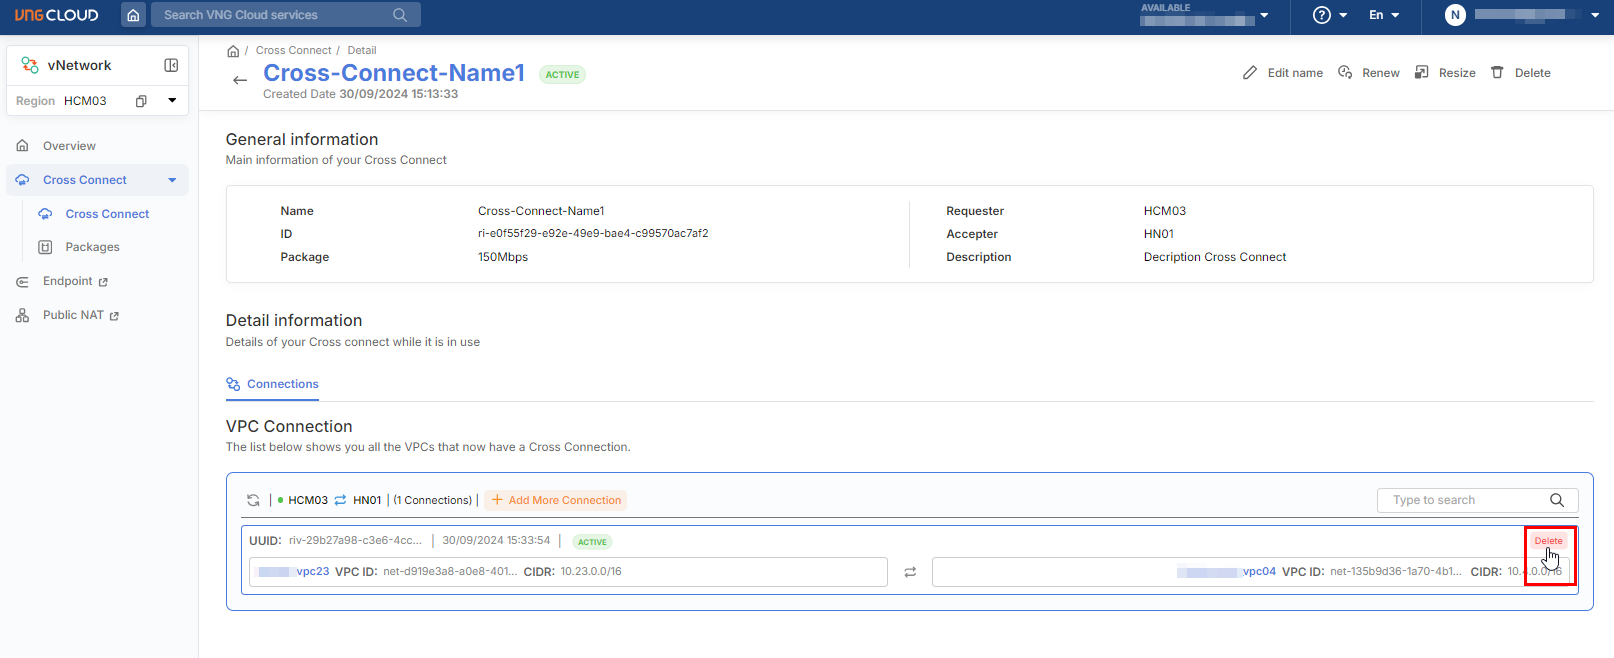 VNG CLOUD
Search VNG Cloud services
AVAILABLE
?
En
N
vNetwork
Region HCM03
Overview
Cross Connect
Cross Connect
Packages
Endpoint
Public NAT
/ Cross Connect / Detail
Cross-Connect-Name1 ACTIVE
Created Date 30/09/2024 15:13:33
Edit name Renew Resize Delete
General information
Main information of your Cross Connect
Name Cross-Connect-Name1
ID ri-e0f55f29-e92e-49e9-bae4-c99570ac7af2
Package 150Mbps
Requester HCM03
Accepter HN01
Description Decription Cross Connect
Detail information
Details of your Cross connect while it is in use
Connections
VPC Connection
The list below shows you all the VPCs that now have a Cross Connection.
| HCM03 HN01 | (1 Connections) | + Add More Connection
Type to search
UUID: riv-29b27a98-c3e6-4cc... | 30/09/2024 15:33:54 | ACTIVE
Delete
vpc23 VPC ID: net-d919e3a8-a0e8-401... CIDR: 10.23.0.0/16
vpc04 VPC ID: net-135b9d36-1a70-4b1... CIDR: